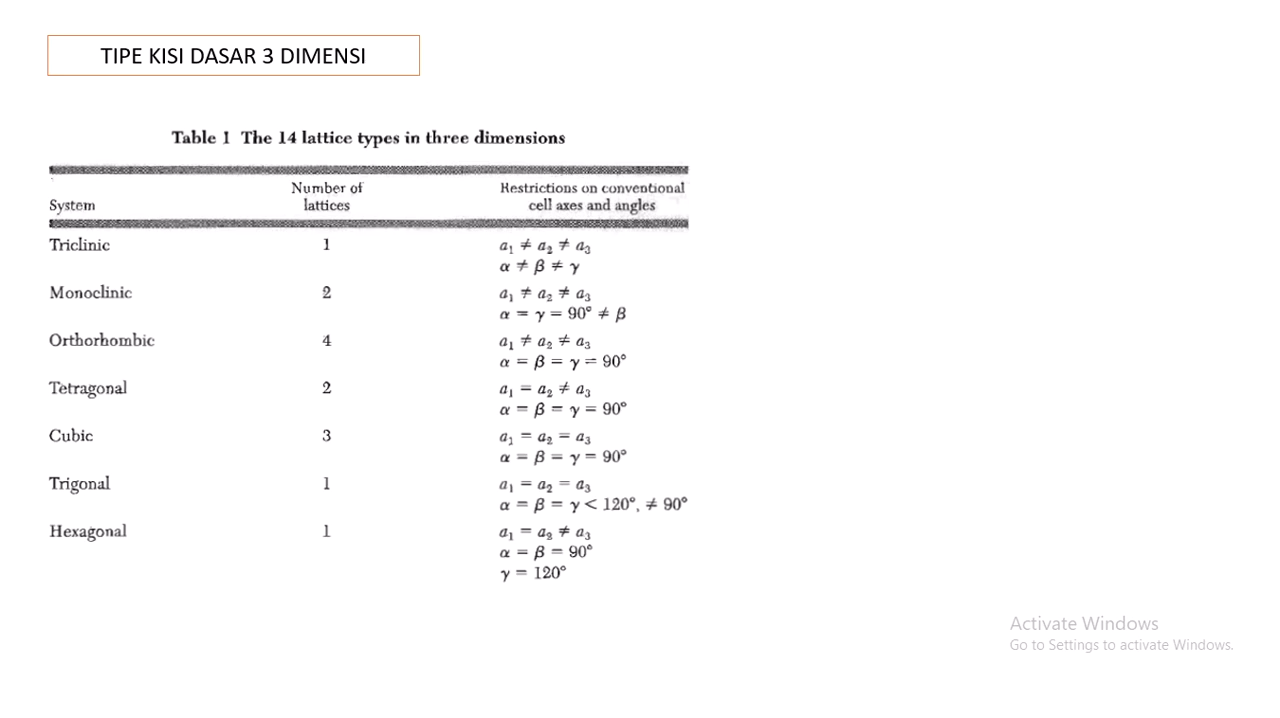 TIPE KISI DASAR 3 DIMENSI
Table 1 The 14 lattice types in three dimensions
System Number of lattices Restrictions on conventional cell axes and angles
Triclinic 1 a₁ ≠ a₂ ≠ a₃
α ≠ β ≠ γ
Monoclinic 2 a₁ ≠ a₂ ≠ a₃
α = γ = 90° ≠ β
Orthorhombic 4 a₁ ≠ a₂ ≠ a₃
α = β = γ = 90°
Tetragonal 2 a₁ = a₂ ≠ a₃
α = β = γ = 90°
Cubic 3 a₁ = a₂ = a₃
α = β = γ = 90°
Trigonal 1 a₁ = a₂ = a₃
α = β = γ < 120°, ≠ 90°
Hexagonal 1 a₁ = a₂ ≠ a₃
α = β = 90°
γ = 120°
Activate Windows
Go to Settings to activate Windows.